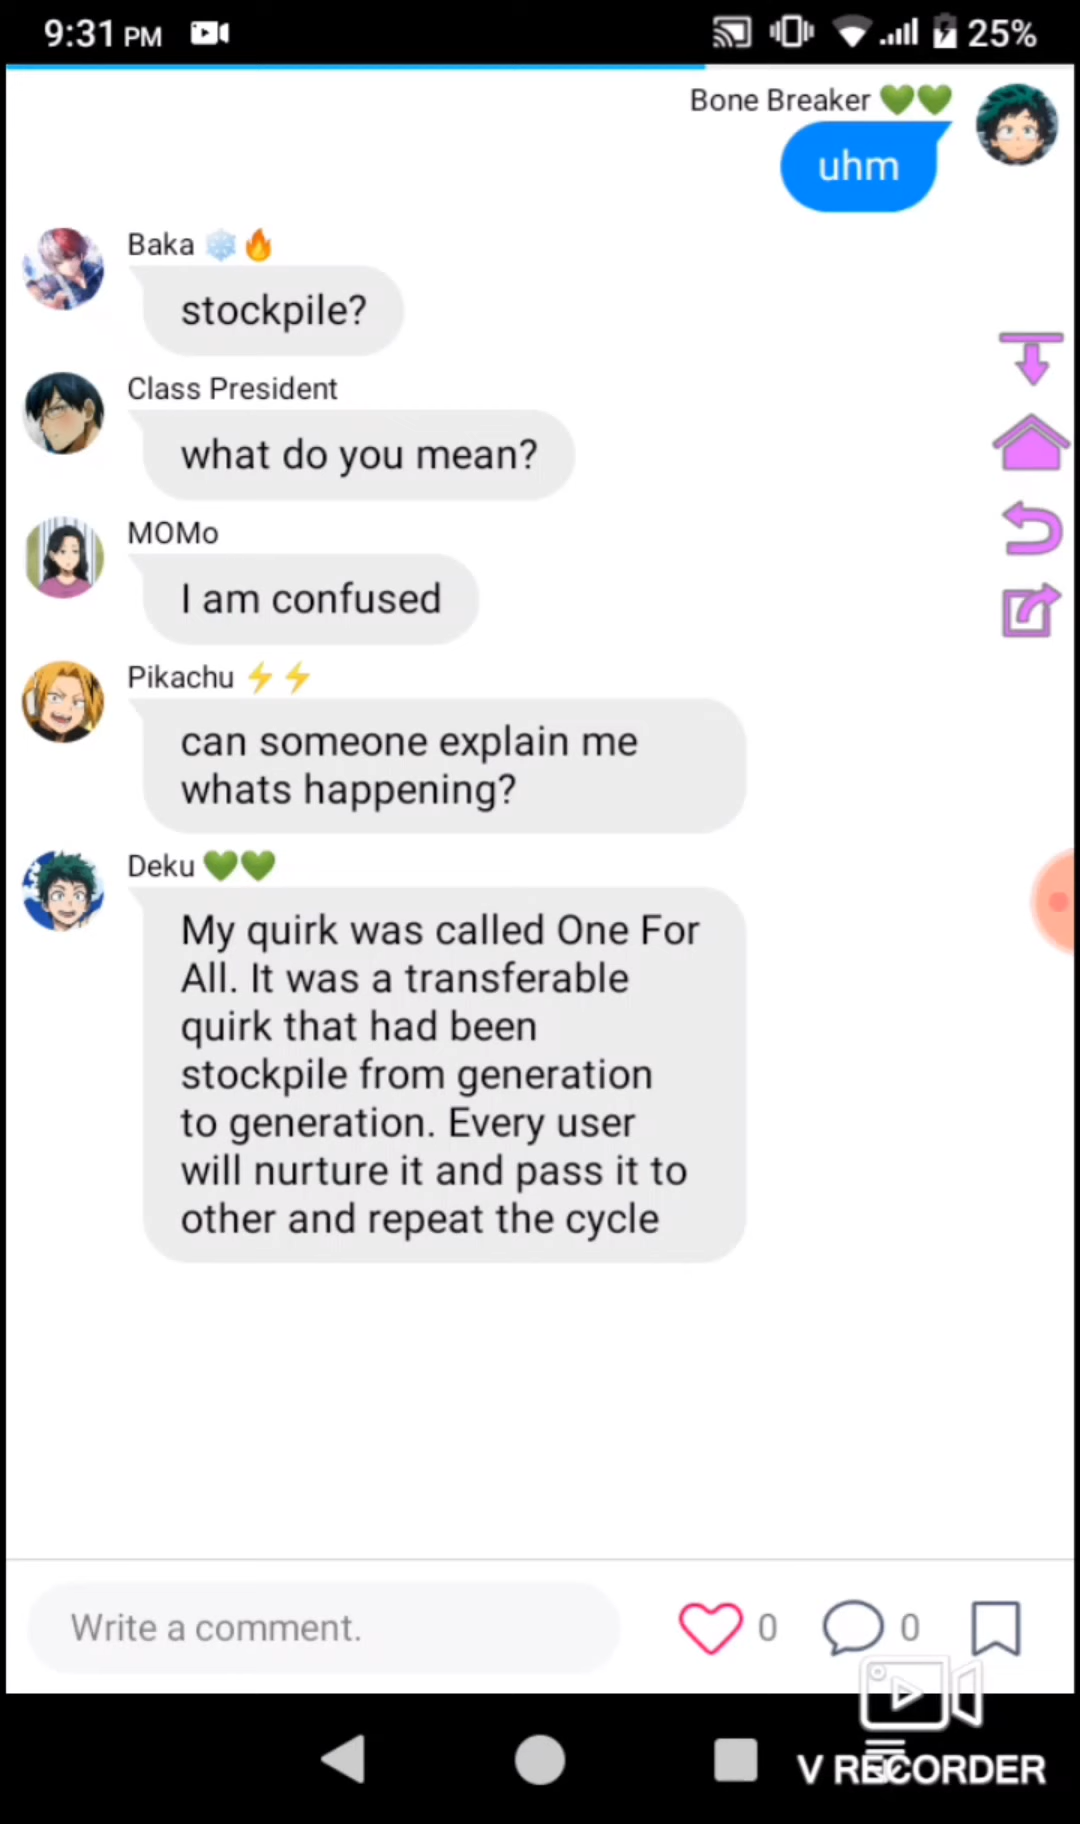 9:31 PM
25%
Bone Breaker 💚💚
uhm
Baka ❄️🔥
stockpile?
Class President
what do you mean?
MOMo
I am confused
Pikachu ⚡⚡
can someone explain me
whats happening?
Deku 💚💚
My quirk was called One For
All. It was a transferable
quirk that had been
stockpile from generation
to generation. Every user
will nurture it and pass it to
other and repeat the cycle
Write a comment.
0
0
V RECORDER